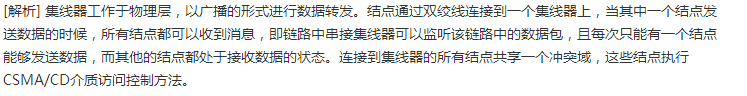 [解析] 集线器工作于物理层，以广播的形式进行数据转发。结点通过双绞线连接到一个集线器上，当其中一个结点发
送数据的时候，所有结点都可以收到消息，即链路中串接集线器可以监听该链路中的数据包，且每次只能有一个结点
能够发送数据，而其他的结点都处于接收数据的状态。连接到集线器的所有结点共享一个冲突域，这些结点执行
CSMA/CD介质访问控制方法。